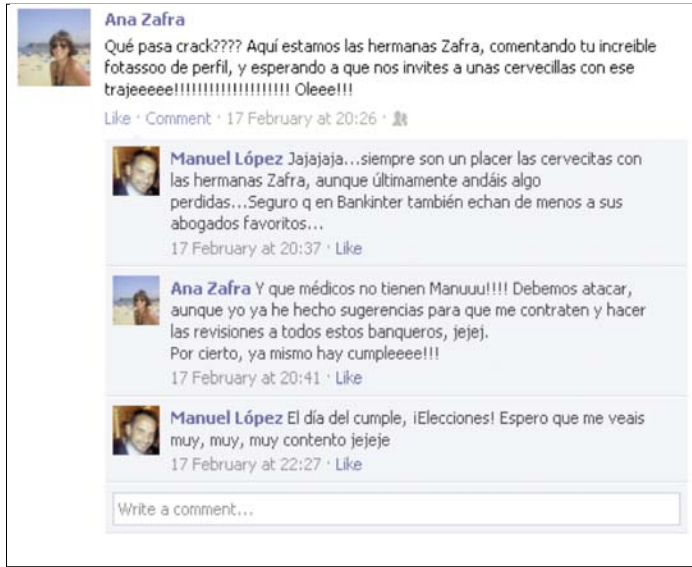 Ana Zafra
Qué pasa crack???? Aquí estamos las hermanas Zafra, comentando tu increible
fotassoo de perfil, y esperando a que nos invites a unas cervecillas con ese
trajeeeee!!!!!!!!!!!!!!!!!!!! Oleee!!!
Like · Comment · 17 February at 20:26 ·
Manuel López Jajajaja...siempre son un placer las cervecitas con
las hermanas Zafra, aunque últimamente andáis algo
perdidas...Seguro q en Bankinter también echan de menos a sus
abogados favoritos...
17 February at 20:37 · Like
Ana Zafra Y que médicos no tienen Manuuu!!!! Debemos atacar,
aunque yo ya he hecho sugerencias para que me contraten y hacer
las revisiones a todos estos banqueros, jejej.
Por cierto, ya mismo hay cumpleeee!!!
17 February at 20:41 · Like
Manuel López El día del cumple, ¡Elecciones! Espero que me veais
muy, muy, muy contento jejeje
17 February at 22:27 · Like
Write a comment...